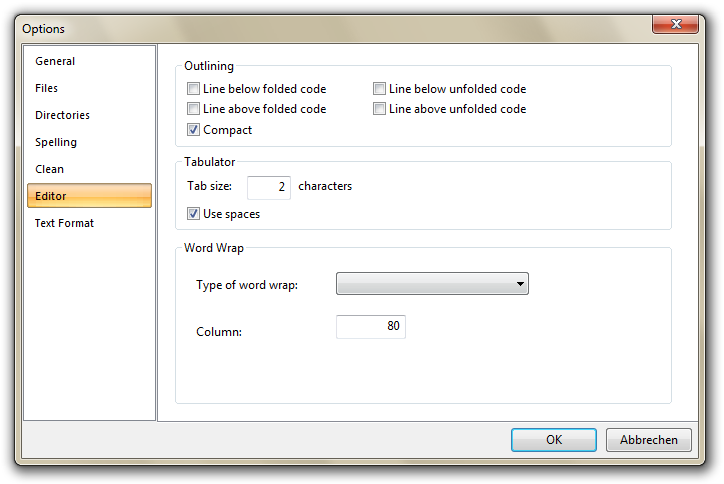 Options
General
Files
Directories
Spelling
Clean
Editor
Text Format
Outlining
Line below folded code
Line below unfolded code
Line above folded code
Line above unfolded code
Compact
Tabulator
Tab size: 2 characters
Use spaces
Word Wrap
Type of word wrap:
Column: 80
OK
Abbrechen